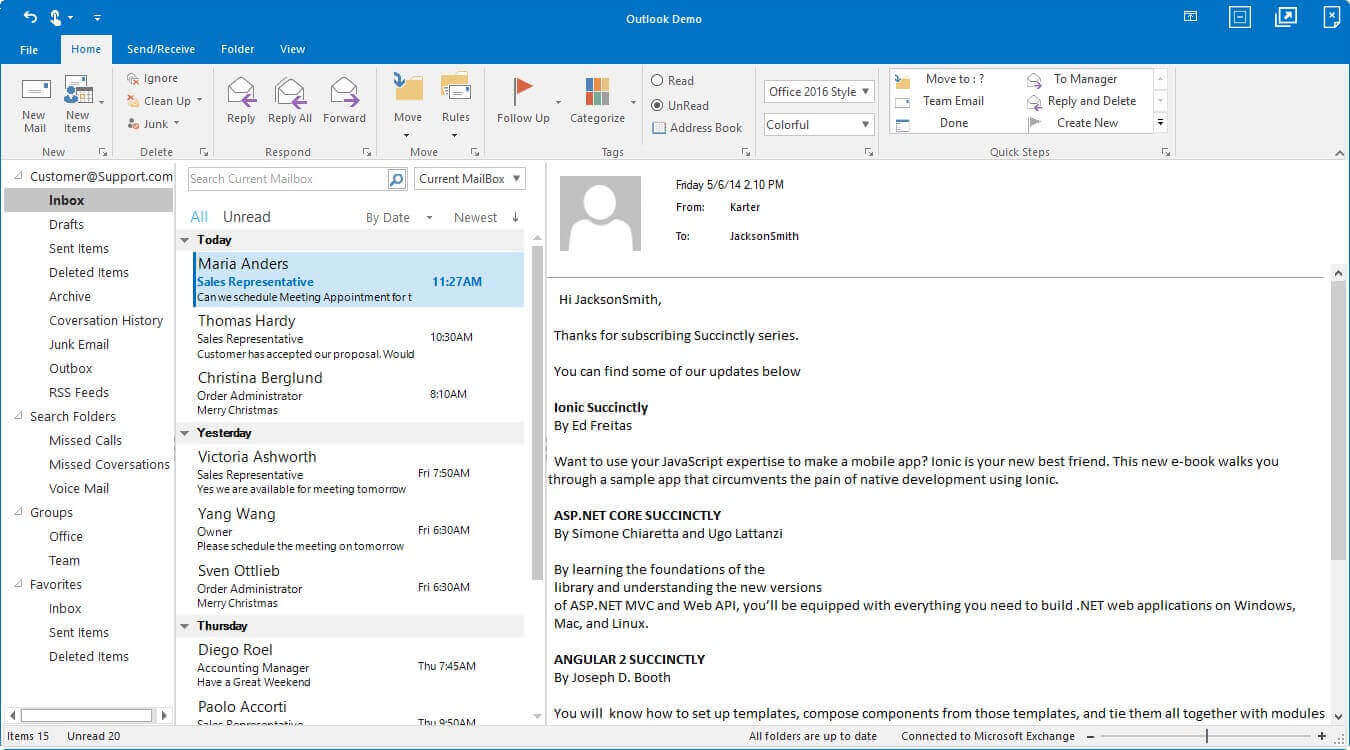 Outlook Demo
File Home Send/Receive Folder View
New Mail
New Items
New
Ignore
Clean Up
Junk
Delete
Reply
Reply All
Forward
Respond
Move
Rules
Move
Follow Up
Categorize
Read
UnRead
Address Book
Tags
Office 2016 Style
Colorful
Move to : ?
Team Email
Done
To Manager
Reply and Delete
Create New
Quick Steps
Customer@Support.com
Inbox
Drafts
Sent Items
Deleted Items
Archive
Coversation History
Junk Email
Outbox
RSS Feeds
Search Folders
Missed Calls
Missed Coversations
Voice Mail
Groups
Office
Team
Favorites
Inbox
Sent Items
Deleted Items
Search Current Mailbox
Current MailBox
All Unread By Date Newest
Today
Maria Anders
Sales Representative 11:27AM
Can we schedule Meeting Appointment for t
Thomas Hardy
Sales Representative 10:30AM
Customer has accepted our proposal. Would
Christina Berglund
Order Administrator 8:10AM
Merry Christmas
Yesterday
Victoria Ashworth
Sales Representative Fri 7:50AM
Yes we are available for meeting tomorrow
Yang Wang
Owner Fri 6:30AM
Please schedule the meeting on tomorrow
Sven Ottlieb
Order Administrator Fri 6:30AM
Merry Christmas
Thursday
Diego Roel
Accounting Manager Thu 7:45AM
Have a Great Weekend
Paolo Accorti
Sales Representative Thu 9:50AM
Friday 5/6/14 2.10 PM
From: Karter
To: JacksonSmith
Hi JacksonSmith,
Thanks for subscribing Succinctly series.
You can find some of our updates below
Ionic Succinctly
By Ed Freitas
Want to use your JavaScript expertise to make a mobile app? Ionic is your new best friend. This new e-book walks you
through a sample app that circumvents the pain of native development using Ionic.
ASP.NET CORE SUCCINCTLY
By Simone Chiaretta and Ugo Lattanzi
By learning the foundations of the
library and understanding the new versions
of ASP.NET MVC and Web API, you'll be equipped with everything you need to build .NET web applications on Windows,
Mac, and Linux.
ANGULAR 2 SUCCINCTLY
By Joseph D. Booth
You will know how to set up templates, compose components from those templates, and tie them all together with modules
Items 15 Unread 20
All folders are up to date Connected to Microsoft Exchange